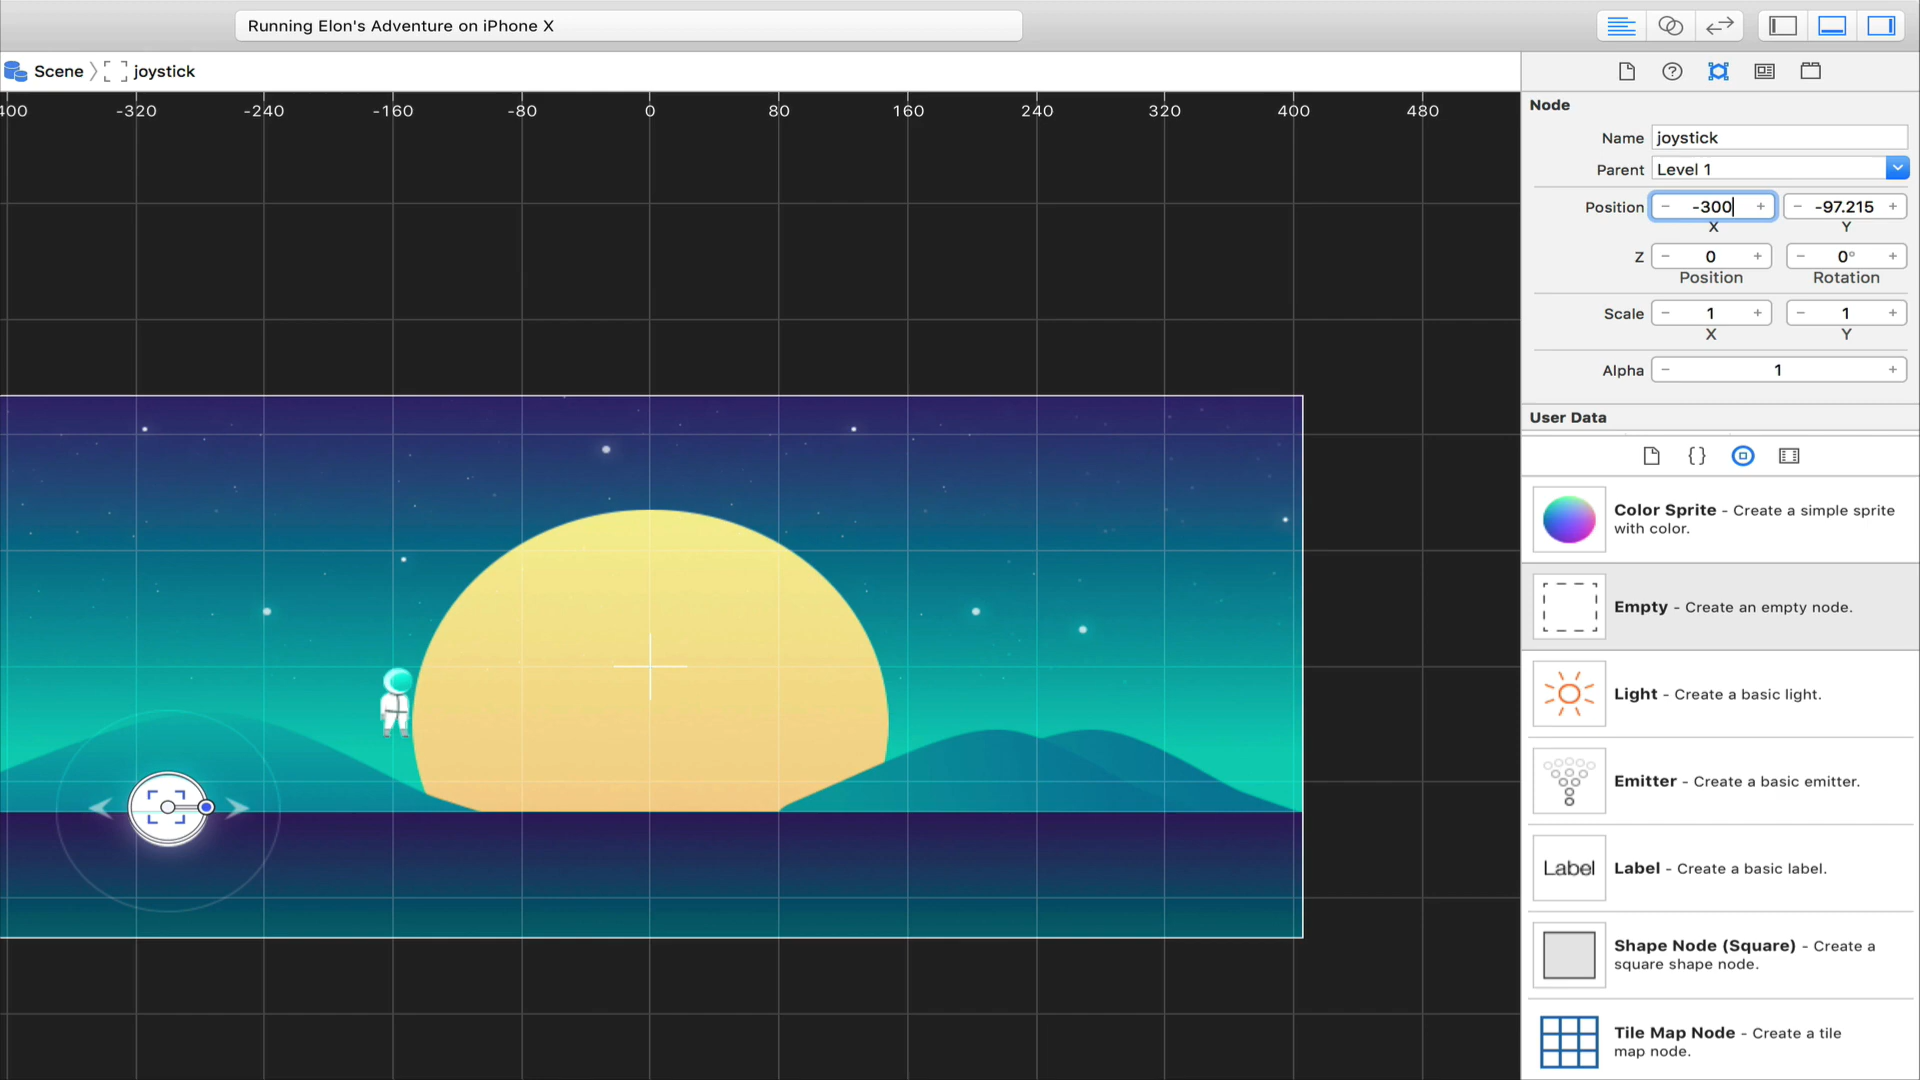 Running Elon's Adventure on iPhone X
Scene joystick
400 -320 -240 -160 -80 0 80 160 240 320 400 480
Node
Name joystick
Parent Level 1
Position - -300 + - -97.215 +
X Y
Z - 0 + - 0° +
Position Rotation
Scale - 1 + - 1 +
X Y
Alpha - 1 +
User Data
{}
Color Sprite - Create a simple sprite
with color.
Empty - Create an empty node.
Light - Create a basic light.
Emitter - Create a basic emitter.
Label
Label - Create a basic label.
Shape Node (Square) - Create a
square shape node.
Tile Map Node - Create a tile
map node.